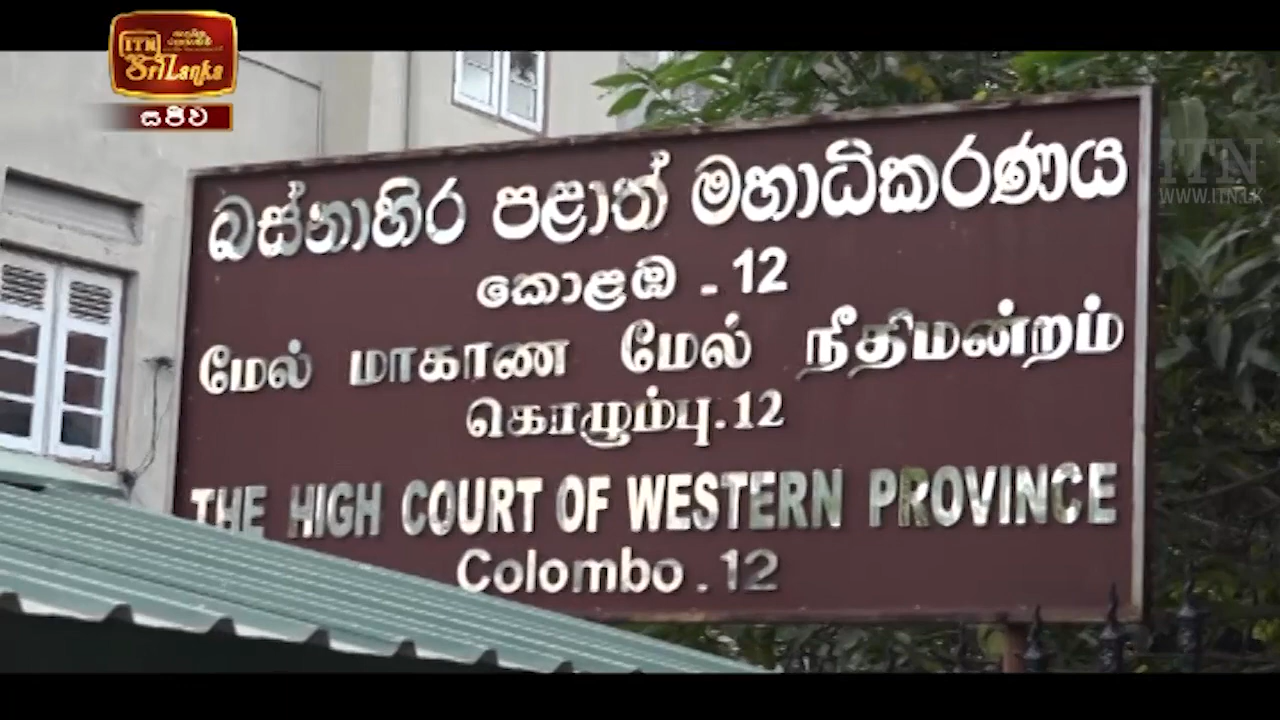 ITN
Sri Lanka
සජීව
ITN
WWW.ITN.LK
බස්නාහිර පළාත් මහාධිකරණය
කොළඹ - 12
மேல் மாகாண மேல் நீதிமன்றம்
கொழும்பு.12
THE HIGH COURT OF WESTERN PROVINCE
Colombo . 12